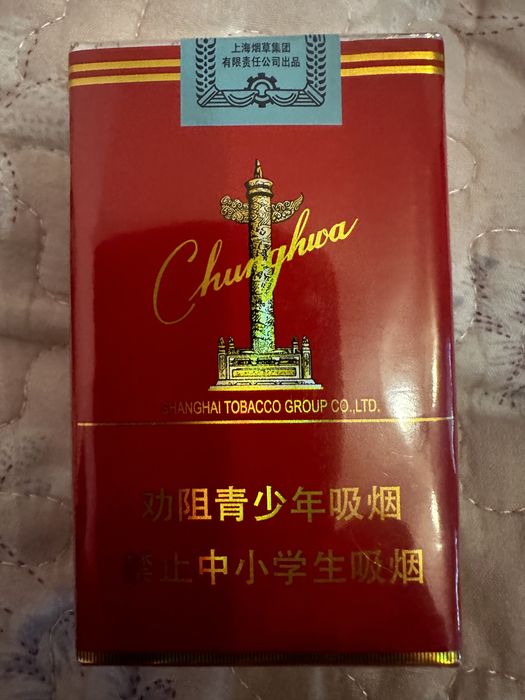 上海烟草集团
有限责任公司出品
Chunghwa
SHANGHAI TOBACCO GROUP CO.,LTD.
劝阻青少年吸烟
禁止中小学生吸烟